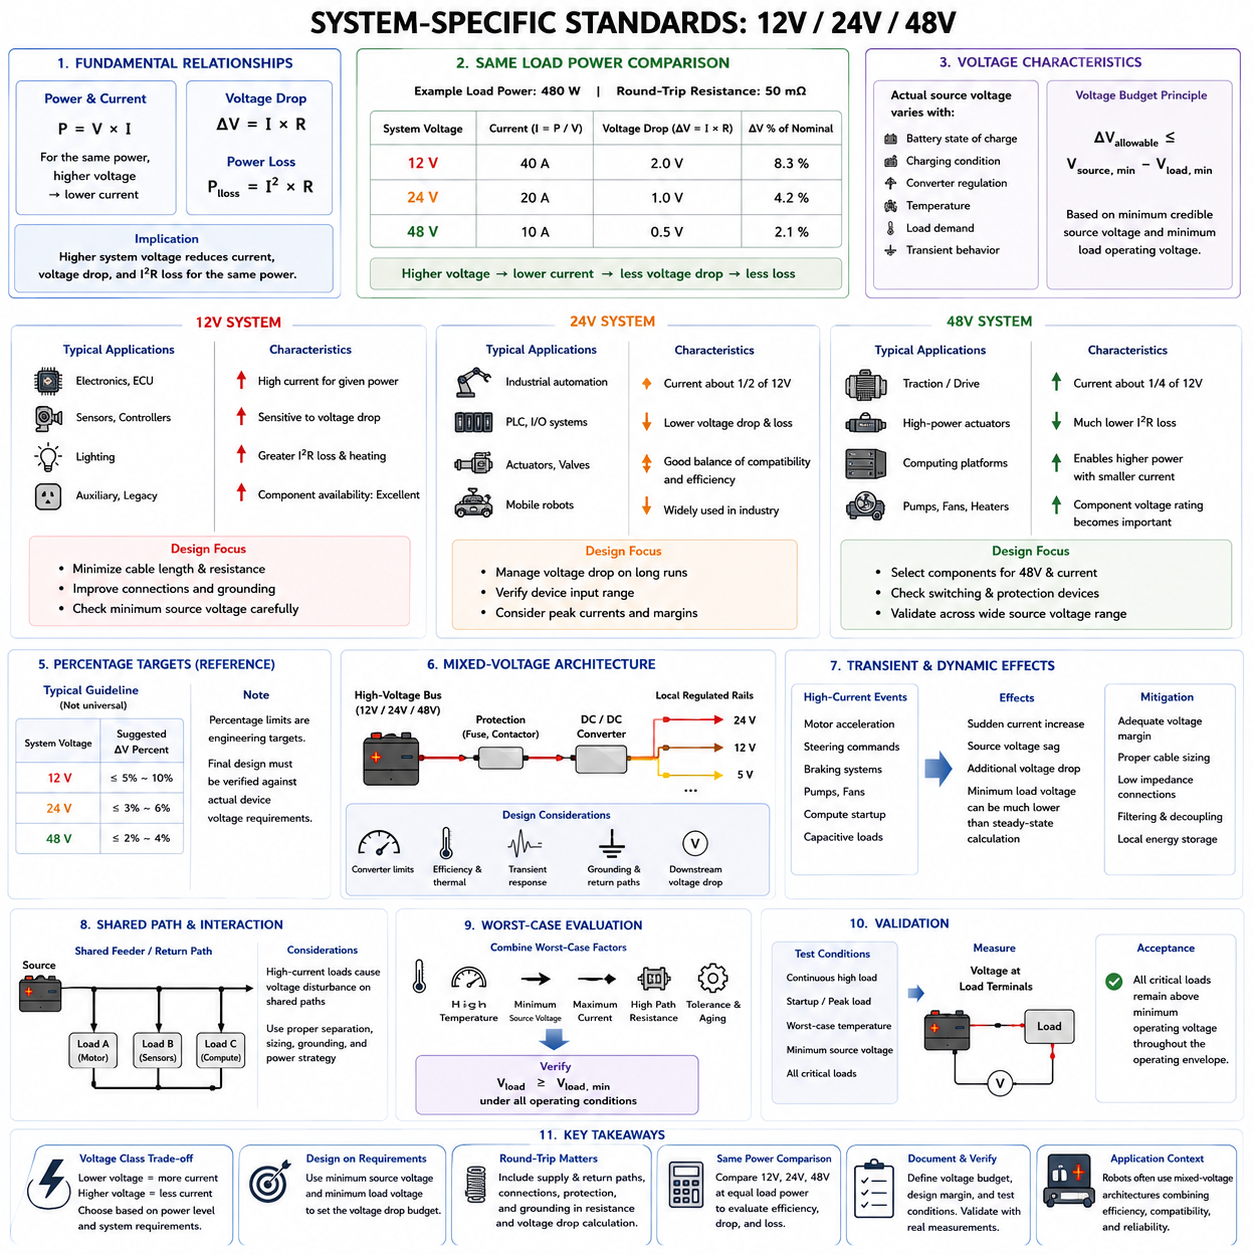 SYSTEM-SPECIFIC STANDARDS: 12V / 24V / 48V
1. FUNDAMENTAL RELATIONSHIPS
Power & Current
P = V × I
For the same power,
higher voltage
→ lower current
Voltage Drop
ΔV = I × R
Power Loss
Plloss = I² × R
Implication
Higher system voltage reduces current,
voltage drop, and I²R loss for the same power.
2. SAME LOAD POWER COMPARISON
Example Load Power: 480 W | Round-Trip Resistance: 50 mΩ
System Voltage Current (I = P / V) Voltage Drop (ΔV = I × R) ΔV % of Nominal
12 V 40 A 2.0 V 8.3 %
24 V 20 A 1.0 V 4.2 %
48 V 10 A 0.5 V 2.1 %
Higher voltage → lower current → less voltage drop → less loss
3. VOLTAGE CHARACTERISTICS
Actual source voltage
varies with:
Battery state of charge
Charging condition
Converter regulation
Temperature
Load demand
Transient behavior
Voltage Budget Principle
ΔVallowable ≤
Vsource, min − Vload, min
Based on minimum credible
source voltage and minimum
load operating voltage.
12V SYSTEM
Typical Applications
Electronics, ECU
Sensors, Controllers
Lighting
Auxiliary, Legacy
Characteristics
High current for given power
Sensitive to voltage drop
Greater I²R loss & heating
Component availability: Excellent
Design Focus
• Minimize cable length & resistance
• Improve connections and grounding
• Check minimum source voltage carefully
24V SYSTEM
Typical Applications
Industrial automation
PLC, I/O systems
Actuators, Valves
Mobile robots
Characteristics
Current about 1/2 of 12V
Lower voltage drop & loss
Good balance of compatibility
and efficiency
Widely used in industry
Design Focus
• Manage voltage drop on long runs
• Verify device input range
• Consider peak currents and margins
48V SYSTEM
Typical Applications
Traction / Drive
High-power actuators
Computing platforms
Pumps, Fans, Heaters
Characteristics
Current about 1/4 of 12V
Much lower I²R loss
Enables higher power
with smaller current
Component voltage rating
becomes important
Design Focus
• Select components for 48V & current
• Check switching & protection devices
• Validate across wide source voltage range
5. PERCENTAGE TARGETS (REFERENCE)
Typical Guideline
(Not universal)
System Voltage Suggested
ΔV Percent
12 V ≤ 5% ~ 10%
24 V ≤ 3% ~ 6%
48 V ≤ 2% ~ 4%
Note
Percentage limits are
engineering targets.
Final design must
be verified against
actual device
voltage requirements.
6. MIXED-VOLTAGE ARCHITECTURE
High-Voltage Bus
(12V / 24V / 48V)
Protection
(Fuse, Contactor)
DC / DC
Converter
Local Regulated Rails
24 V
12 V
5 V
...
Design Considerations
Converter limits
Efficiency &
thermal
Transient
response
Grounding &
return paths
V
Downstream
voltage drop
7. TRANSIENT & DYNAMIC EFFECTS
High-Current Events
Motor acceleration
Steering commands
Braking systems
Pumps, Fans
Compute startup
Capacitive loads
Effects
Sudden current increase
Source voltage sag
Additional voltage drop
Minimum load voltage
can be much lower
than steady-state
calculation
Mitigation
Adequate voltage
margin
Proper cable sizing
Low impedance
connections
Filtering & decoupling
Local energy storage
8. SHARED PATH & INTERACTION
Shared Feeder / Return Path
Source
Load A
(Motor)
Load B
(Sensors)
Load C
(Compute)
Considerations
High-current loads cause
voltage disturbance on
shared paths
Use proper separation,
sizing, grounding, and
power strategy
9. WORST-CASE EVALUATION
Combine Worst-Case Factors
High
Temperature
Minimum
Source Voltage
Maximum
Current
High Path
Resistance
Tolerance &
Aging
Verify
Vload ≥ Vload, min
under all operating conditions
10. VALIDATION
Test Conditions
Continuous high load
Startup / Peak load
Worst-case temperature
Minimum source voltage
All critical loads
Measure
Voltage at
Load Terminals
Load
V
Acceptance
All critical loads
remain above
minimum
operating voltage
throughout the
operating envelope.
11. KEY TAKEAWAYS
Voltage Class Trade-off
Lower voltage = more current
Higher voltage = less current
Choose based on power level
and system requirements.
Design on Requirements
Use minimum source voltage
and minimum load voltage
to set the voltage drop budget.
Round-Trip Matters
Include supply & return paths,
connections, protection,
and grounding in resistance
and voltage drop calculation.
Same Power Comparison
Compare 12V, 24V, 48V
at equal load power
to evaluate efficiency,
drop, and loss.
Document & Verify
Define voltage budget,
design margin, and test
conditions. Validate with
real measurements.
Application Context
Robots often use mixed-voltage
architectures combining
efficiency, compatibility,
and reliability.